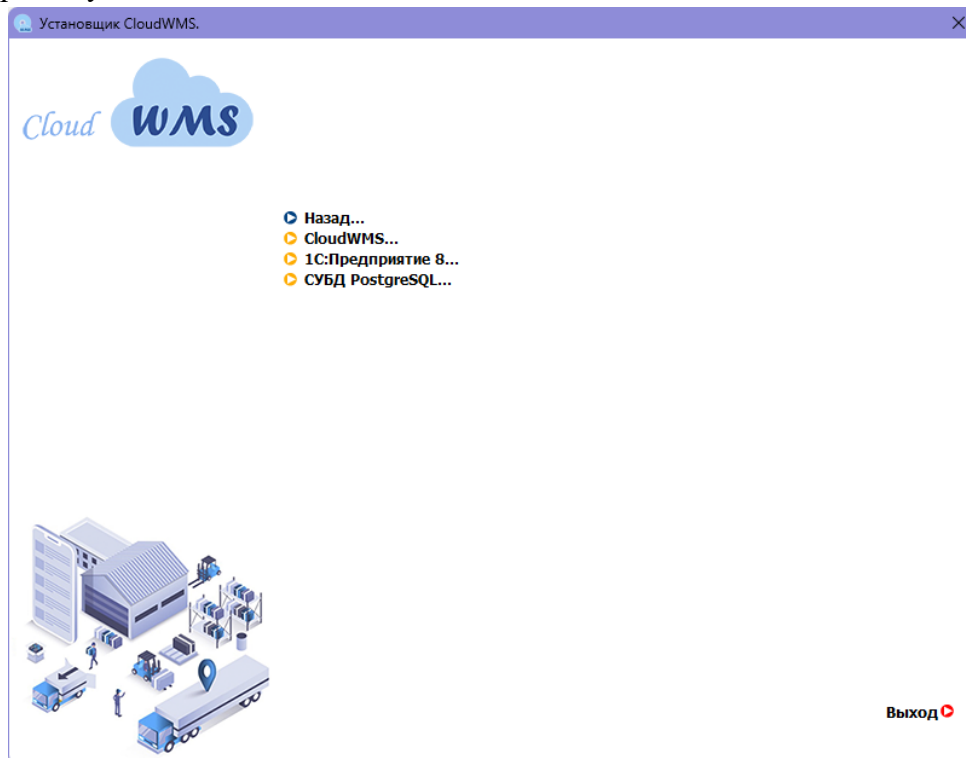 Установщик CloudWMS.
Cloud WMS
Назад...
CloudWMS...
1С:Предприятие 8...
СУБД PostgreSQL...
Выход